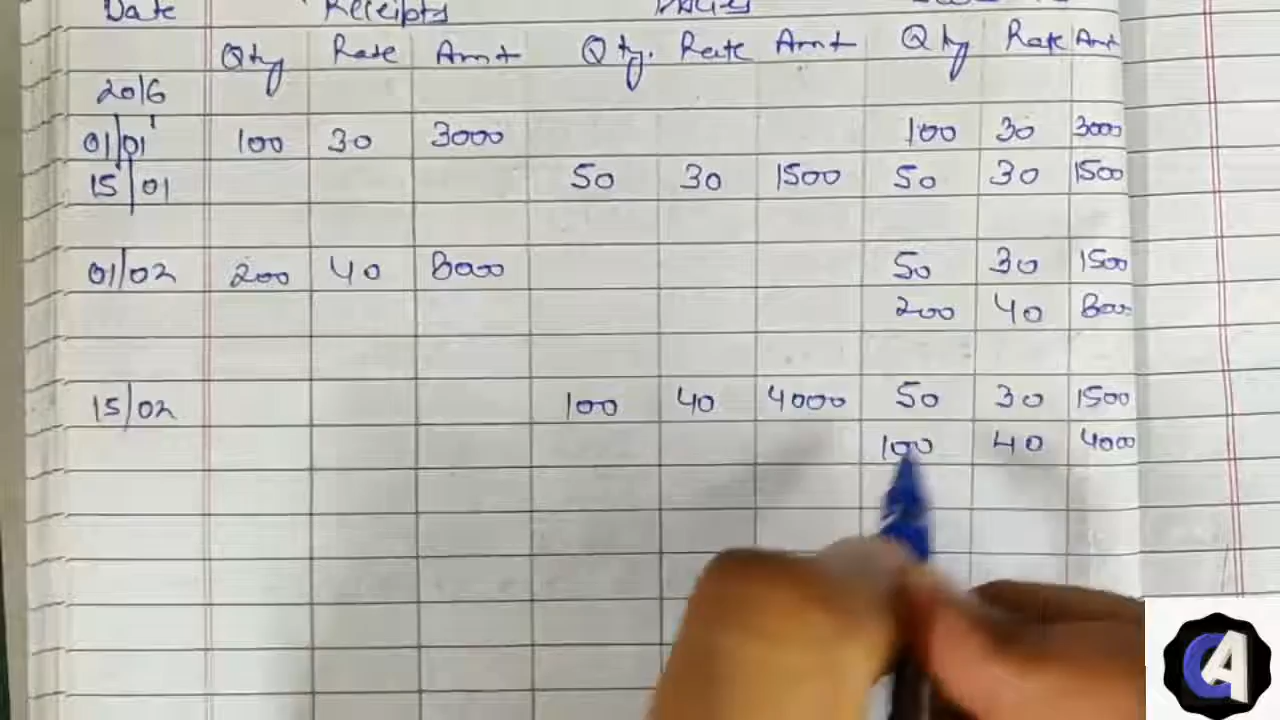 Date Receipts
Qty Rate Amt Qty. Rate Amt Qty Rate Amt
2016
01/01 100 30 3000 100 30 3000
15/01 50 30 1500 50 30 1500
01/02 200 40 8000 50 30 1500
200 40 8000
15/02 100 40 4000 50 30 1500
100 40 4000
CA